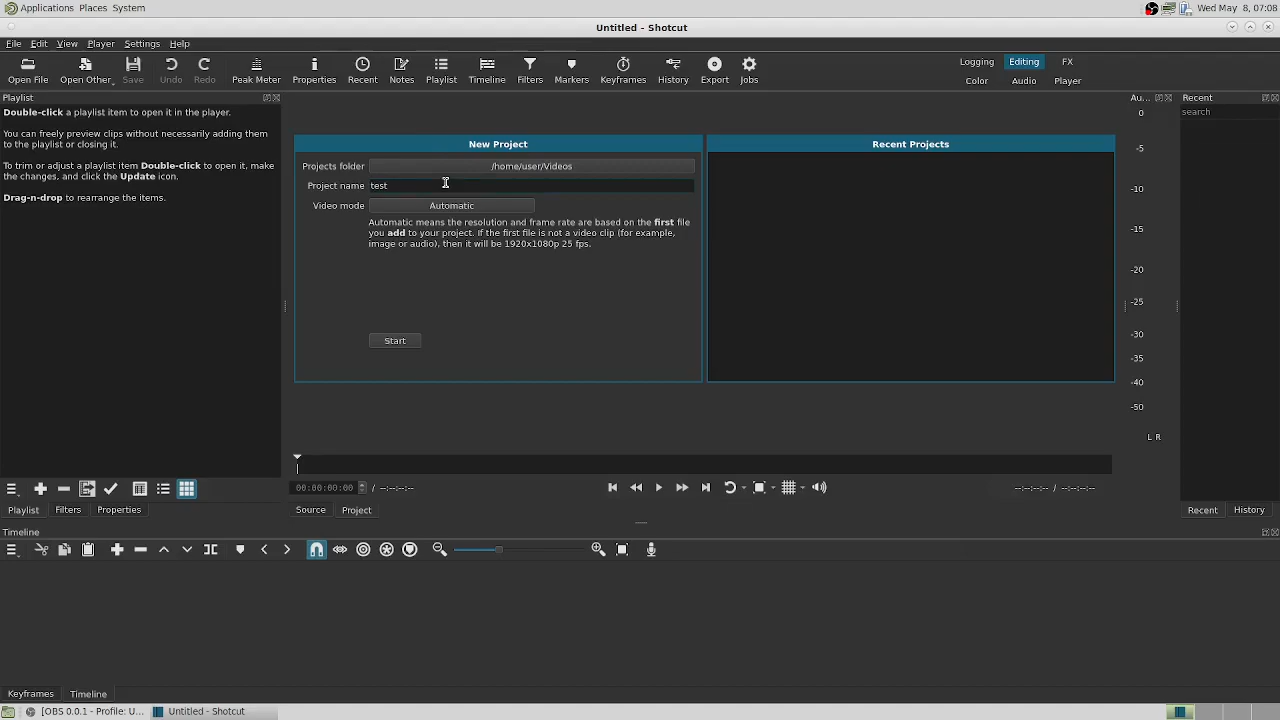 Applications Places System Wed May 8, 07:08
Untitled - Shotcut
File Edit View Player Settings Help
Open File Open Other Save Undo Redo Peak Meter Properties Recent Notes Playlist Timeline Filters Markers Keyframes History Export Jobs
Logging Editing FX
Color Audio Player
Playlist
Au...
Recent
Double-click a playlist item to open it in the player.
You can freely preview clips without necessarily adding them
to the playlist or closing it.
To trim or adjust a playlist item Double-click to open it, make
the changes, and click the Update icon.
Drag-n-drop to rearrange the items.
New Project
Projects folder /home/user/Videos
Project name test
Video mode Automatic
Automatic means the resolution and frame rate are based on the first file
you add to your project. If the first file is not a video clip (for example,
image or audio), then it will be 1920x1080p 25 fps.
Start
Recent Projects
0
-5
-10
-15
-20
-25
-30
-35
-40
-50
L R
search
00:00:00:00 / --:--:--:--
--:--:--:-- / --:--:--:--
Playlist Filters Properties
Source Project
Recent History
Timeline
Keyframes Timeline
[OBS 0.0.1 - Profile: U... Untitled - Shotcut